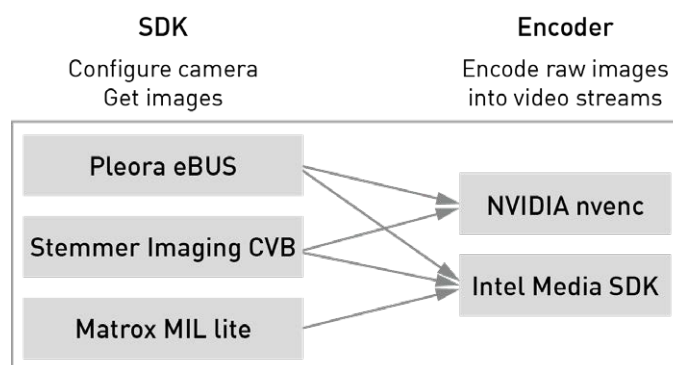 SDK
Configure camera
Get images
Encoder
Encode raw images
into video streams
Pleora eBUS
Stemmer Imaging CVB
Matrox MIL lite
NVIDIA nvenc
Intel Media SDK